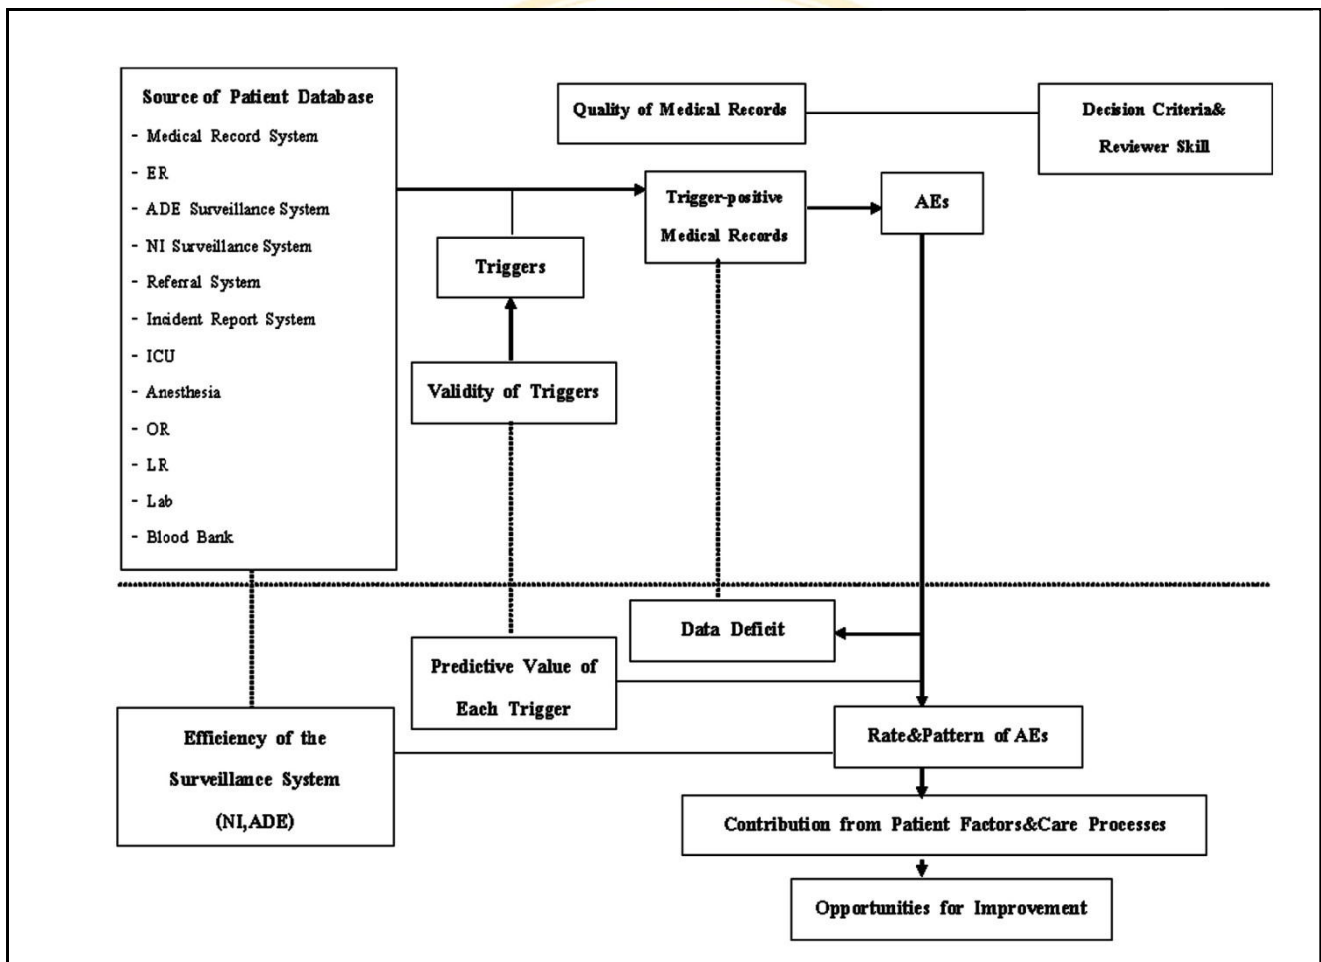 Source of Patient Database
- Medical Record System
- ER
- ADE Surveillance System
- NI Surveillance System
- Referral System
- Incident Report System
- ICU
- Anesthesia
- OR
- LR
- Lab
- Blood Bank
Quality of Medical Records
Decision Criteria&
Reviewer Skill
Trigger-positive
Medical Records
AEs
Triggers
Validity of Triggers
Data Deficit
Predictive Value of
Each Trigger
Efficiency of the
Surveillance System
(NI,ADE)
Rate&Pattern of AEs
Contribution from Patient Factors&Care Processes
Opportunities for Improvement